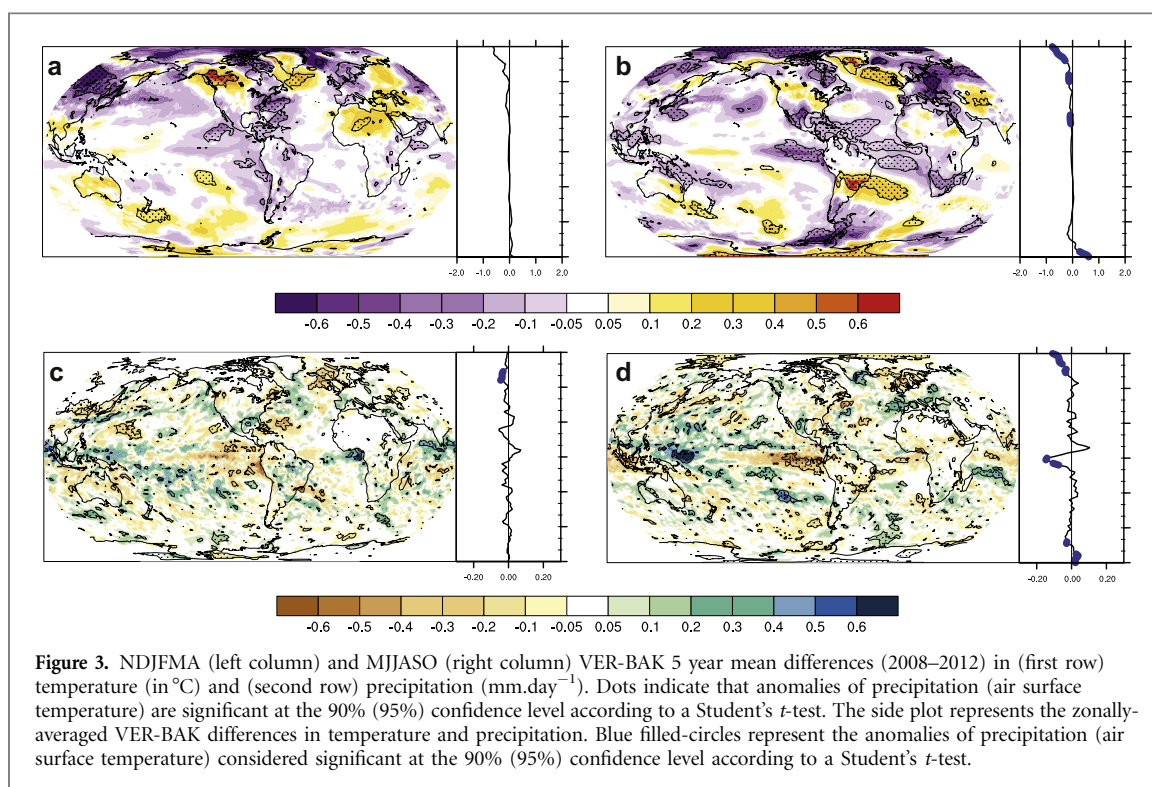 a
b
-2.0 -1.0 0.0 1.0 2.0
-2.0 -1.0 0.0 1.0 2.0
-0.6 -0.5 -0.4 -0.3 -0.2 -0.1 -0.05 0.05 0.1 0.2 0.3 0.4 0.5 0.6
c
d
-0.20 0.00 0.20
-0.20 0.00 0.20
-0.6 -0.5 -0.4 -0.3 -0.2 -0.1 -0.05 0.05 0.1 0.2 0.3 0.4 0.5 0.6
Figure 3. NDJFMA (left column) and MJJASO (right column) VER-BAK 5 year mean differences (2008–2012) in (first row)
temperature (in °C) and (second row) precipitation (mm.day⁻¹). Dots indicate that anomalies of precipitation (air surface
temperature) are significant at the 90% (95%) confidence level according to a Student's t-test. The side plot represents the zonally-
averaged VER-BAK differences in temperature and precipitation. Blue filled-circles represent the anomalies of precipitation (air
surface temperature) considered significant at the 90% (95%) confidence level according to a Student's t-test.